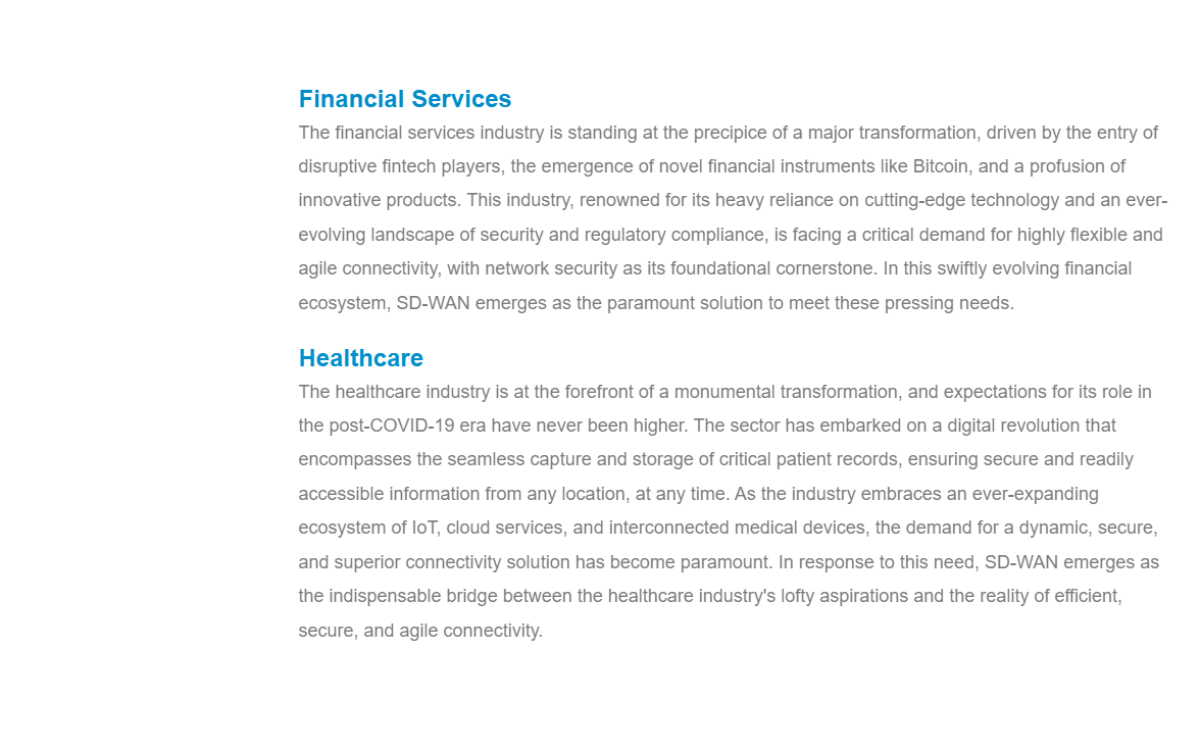 Financial Services
The financial services industry is standing at the precipice of a major transformation, driven by the entry of
disruptive fintech players, the emergence of novel financial instruments like Bitcoin, and a profusion of
innovative products. This industry, renowned for its heavy reliance on cutting-edge technology and an ever-
evolving landscape of security and regulatory compliance, is facing a critical demand for highly flexible and
agile connectivity, with network security as its foundational cornerstone. In this swiftly evolving financial
ecosystem, SD-WAN emerges as the paramount solution to meet these pressing needs.
Healthcare
The healthcare industry is at the forefront of a monumental transformation, and expectations for its role in
the post-COVID-19 era have never been higher. The sector has embarked on a digital revolution that
encompasses the seamless capture and storage of critical patient records, ensuring secure and readily
accessible information from any location, at any time. As the industry embraces an ever-expanding
ecosystem of IoT, cloud services, and interconnected medical devices, the demand for a dynamic, secure,
and superior connectivity solution has become paramount. In response to this need, SD-WAN emerges as
the indispensable bridge between the healthcare industry's lofty aspirations and the reality of efficient,
secure, and agile connectivity.